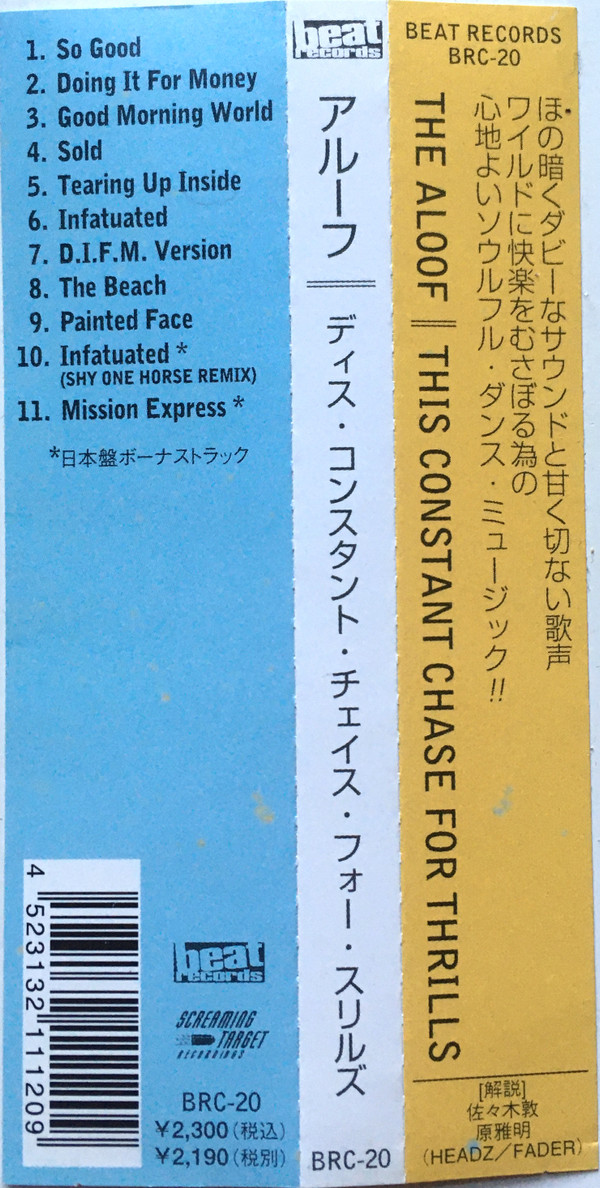 1. So Good
2. Doing It For Money
3. Good Morning World
4. Sold
5. Tearing Up Inside
6. Infatuated
7. D.I.F.M. Version
8. The Beach
9. Painted Face
10. Infatuated *
(SHY ONE HORSE REMIX)
11. Mission Express *
*日本盤ボーナストラック
4 523132 111209
beat
records
SCREAMING
TARGET
RECORDINGS
BRC-20
¥2,300(税込)
¥2,190(税別)
beat
records
アルーフ
ディス・コンスタント・チェイス・フォー・スリルズ
BRC-20
BEAT RECORDS
BRC-20
ほの暗くダビーなサウンドと甘く切ない歌声
ワイルドに快楽をむさぼる為の
心地よいソウルフル・ダンス・ミュージック!!
THE ALOOF || THIS CONSTANT CHASE FOR THRILLS
[解説]
佐々木敦
原雅明
(HEADZ/FADER)